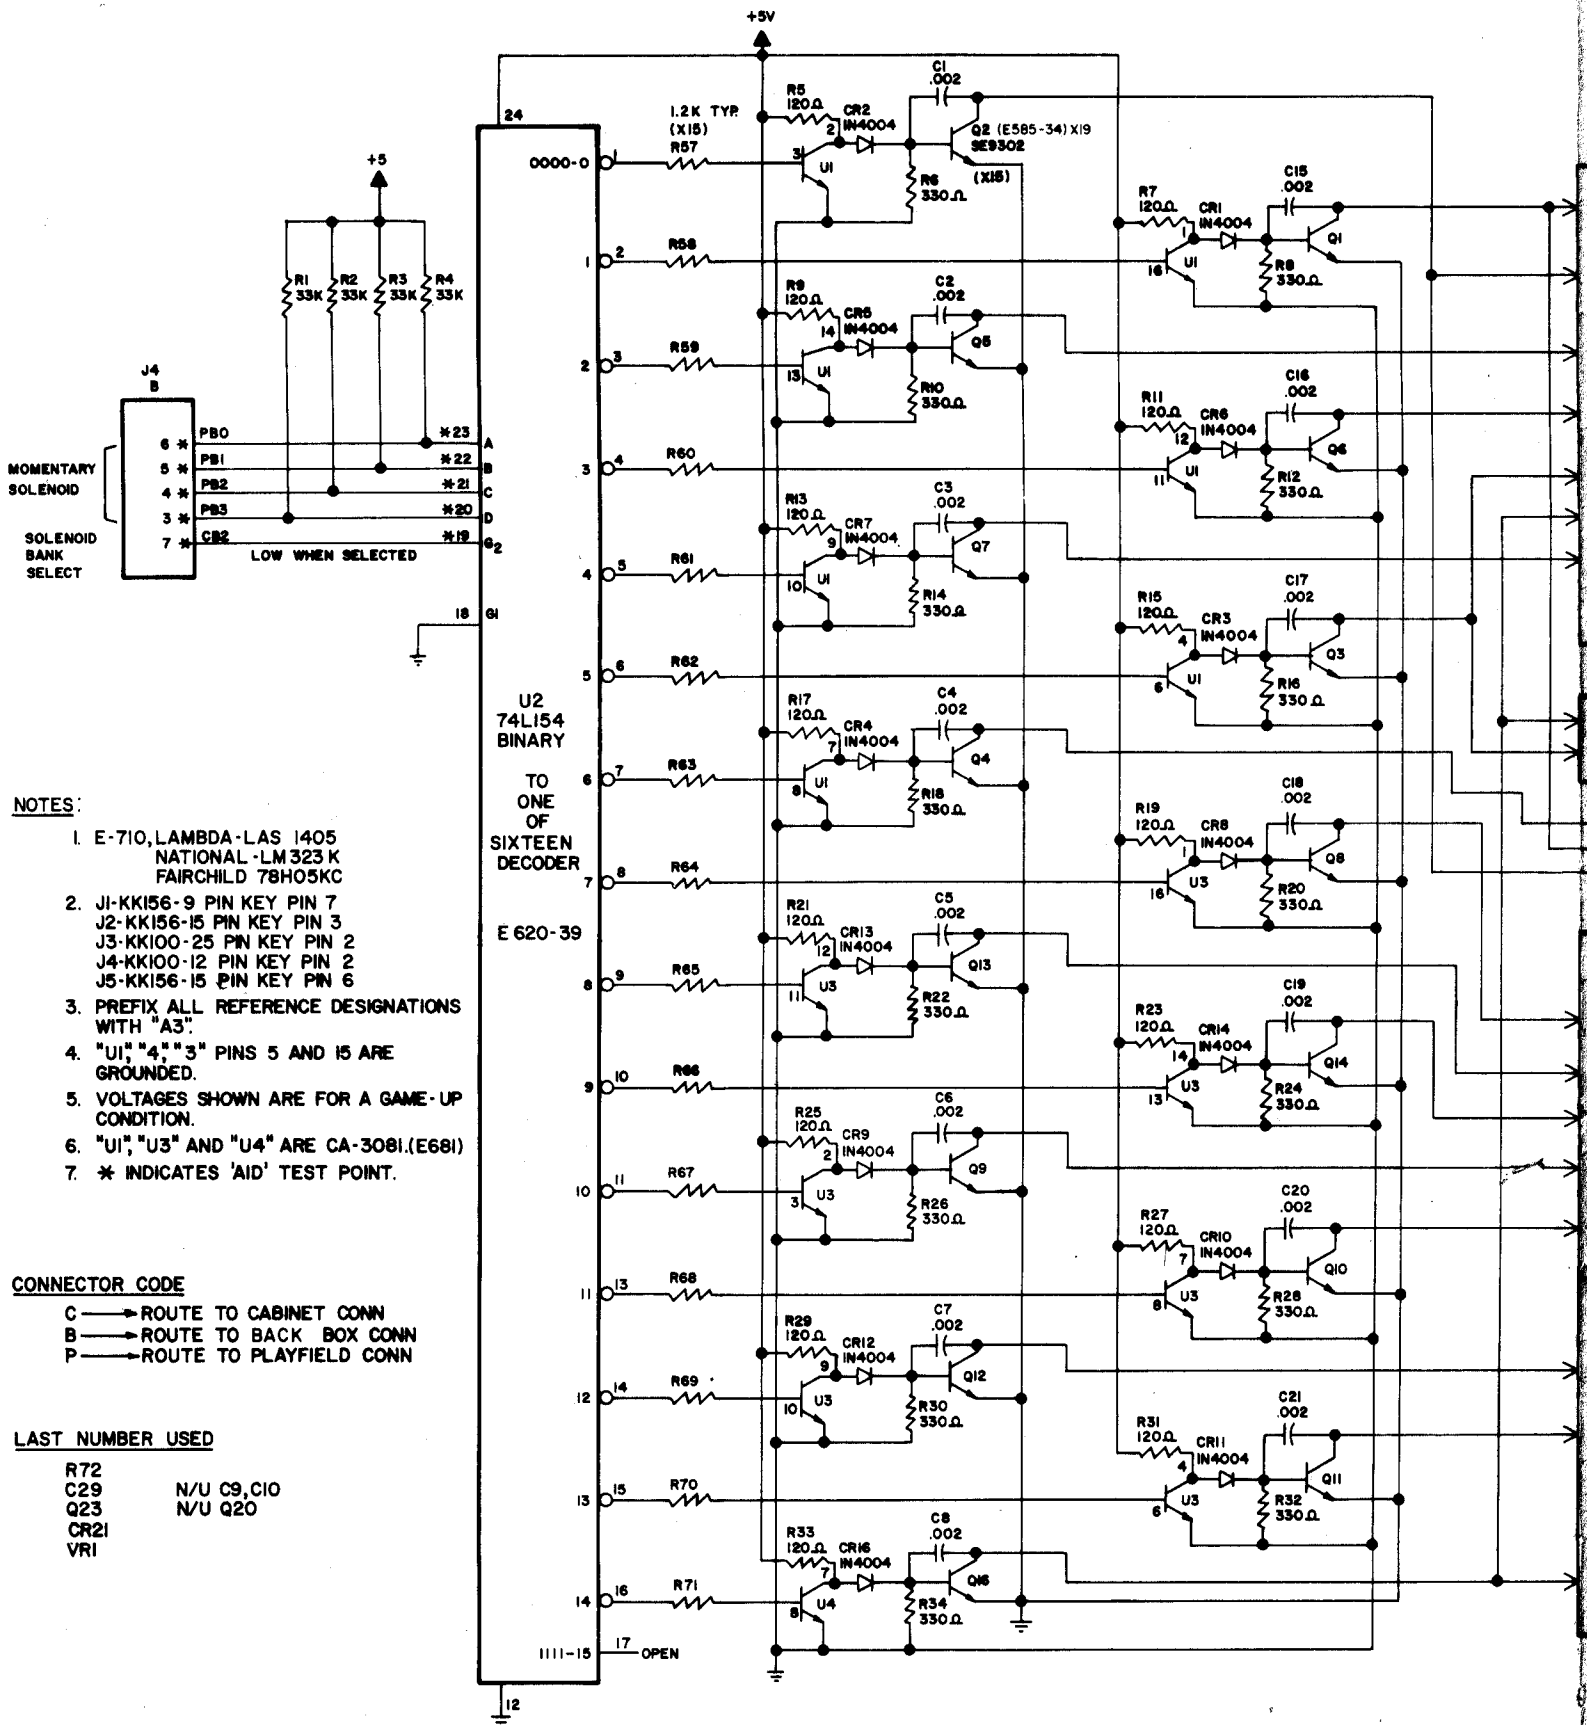 +5V
24
0000-0
1
1.2K TYP.
(X15)
R57
R5
120Ω
2
CR2
IN4004
C1
.002
3
U1
R6
330Ω
Q2 (E585-34) X19
SE9302
(X15)
1
2
R58
R7
120Ω
1
CR1
IN4004
C15
.002
16
U1
R8
330Ω
Q1
2
3
R59
R9
120Ω
14
CR5
IN4004
C2
.002
13
U1
R10
330Ω
Q5
3
4
R60
R11
120Ω
12
CR6
IN4004
C16
.002
11
U1
R12
330Ω
Q6
4
5
R61
R13
120Ω
9
CR7
IN4004
C3
.002
10
U1
R14
330Ω
Q7
5
6
R62
R15
120Ω
4
CR3
IN4004
C17
.002
6
U1
R16
330Ω
Q3
6
7
R63
R17
120Ω
7
CR4
IN4004
C4
.002
8
U1
R18
330Ω
Q4
7
8
R64
R19
120Ω
1
CR8
IN4004
C18
.002
16
U3
R20
330Ω
Q8
8
9
R65
R21
120Ω
12
CR13
IN4004
C5
.002
11
U3
R22
330Ω
Q13
9
10
R66
R23
120Ω
14
CR14
IN4004
C19
.002
13
U3
R24
330Ω
Q14
10
11
R67
R25
120Ω
2
CR9
IN4004
C6
.002
3
U3
R26
330Ω
Q9
11
13
R68
R27
120Ω
7
CR10
IN4004
C20
.002
8
U3
R28
330Ω
Q10
12
14
R69
R29
120Ω
9
CR12
IN4004
C7
.002
10
U3
R30
330Ω
Q12
13
15
R70
R31
120Ω
4
CR11
IN4004
C21
.002
6
U3
R32
330Ω
Q11
14
16
R71
R33
120Ω
7
CR16
IN4004
C8
.002
8
U4
R34
330Ω
Q16
1111-15
17
OPEN
12
U2
74L154
BINARY
TO
ONE
OF
SIXTEEN
DECODER
E 620-39
+5
R1
33K
R2
33K
R3
33K
R4
33K
J4
B
MOMENTARY
SOLENOID
SOLENOID
BANK
SELECT
6 * PB0 *23 A
5 * PB1 *22 B
4 * PB2 *21 C
3 * PB3 *20 D
7 * CB2 *19 G2
LOW WHEN SELECTED
18 G1
NOTES:
1. E-710, LAMBDA-LAS 1405
NATIONAL-LM 323 K
FAIRCHILD 78H05KC
2. J1-KK156-9 PIN KEY PIN 7
J2-KK156-15 PIN KEY PIN 3
J3-KK100-25 PIN KEY PIN 2
J4-KK100-12 PIN KEY PIN 2
J5-KK156-15 PIN KEY PIN 6
3. PREFIX ALL REFERENCE DESIGNATIONS
WITH "A3".
4. "U1", "4", "3" PINS 5 AND 15 ARE
GROUNDED.
5. VOLTAGES SHOWN ARE FOR A GAME-UP
CONDITION.
6. "U1", "U3" AND "U4" ARE CA-3081.(E681)
7. * INDICATES 'AID' TEST POINT.
CONNECTOR CODE
C → ROUTE TO CABINET CONN
B → ROUTE TO BACK BOX CONN
P → ROUTE TO PLAYFIELD CONN
LAST NUMBER USED
R72
C29 N/U C9,C10
Q23 N/U Q20
CR21
VR1